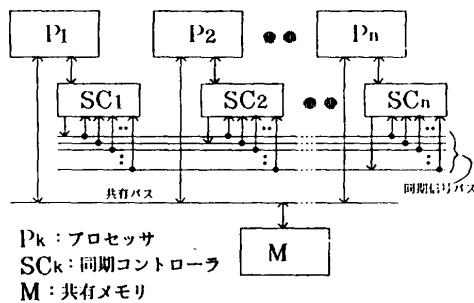 P1 P2 ●● Pn
SC1 SC2 ●● SCn
共有バス
同期信号バス
M
Pk：プロセッサ
SCk：同期コントローラ
M：共有メモリ